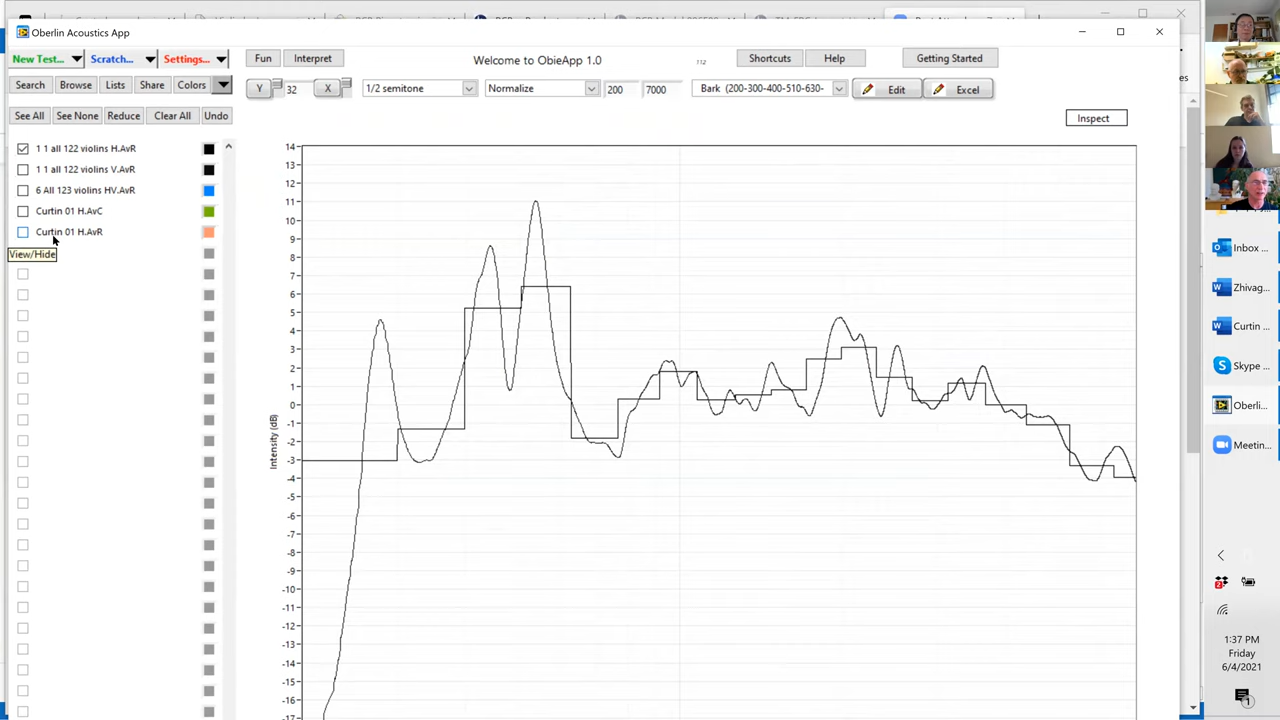 Oberlin Acoustics App
New Test...
Scratch...
Settings...
Fun
Interpret
Welcome to ObieApp 1.0
112
Shortcuts
Help
Getting Started
Search
Browse
Lists
Share
Colors
Y
32
X
1/2 semitone
Normalize
200
7000
Bark (200-300-400-510-630-
Edit
Excel
See All
See None
Reduce
Clear All
Undo
Inspect
1 1 all 122 violins H.AvR
1 1 all 122 violins V.AvR
6 All 123 violins HV.AvR
Curtin 01 H.AvC
Curtin 01 H.AvR
View/Hide
14
13
12
11
10
9
8
7
6
5
4
3
2
1
0
-1
-2
-3
-4
-5
-6
-7
-8
-9
-10
-11
-12
-13
-14
-15
-16
-17
Intensity (dB)
Inbox ...
Zhivag...
Curtin ...
Skype ...
Oberli...
Meetin...
2
1:37 PM
Friday
6/4/2021
1